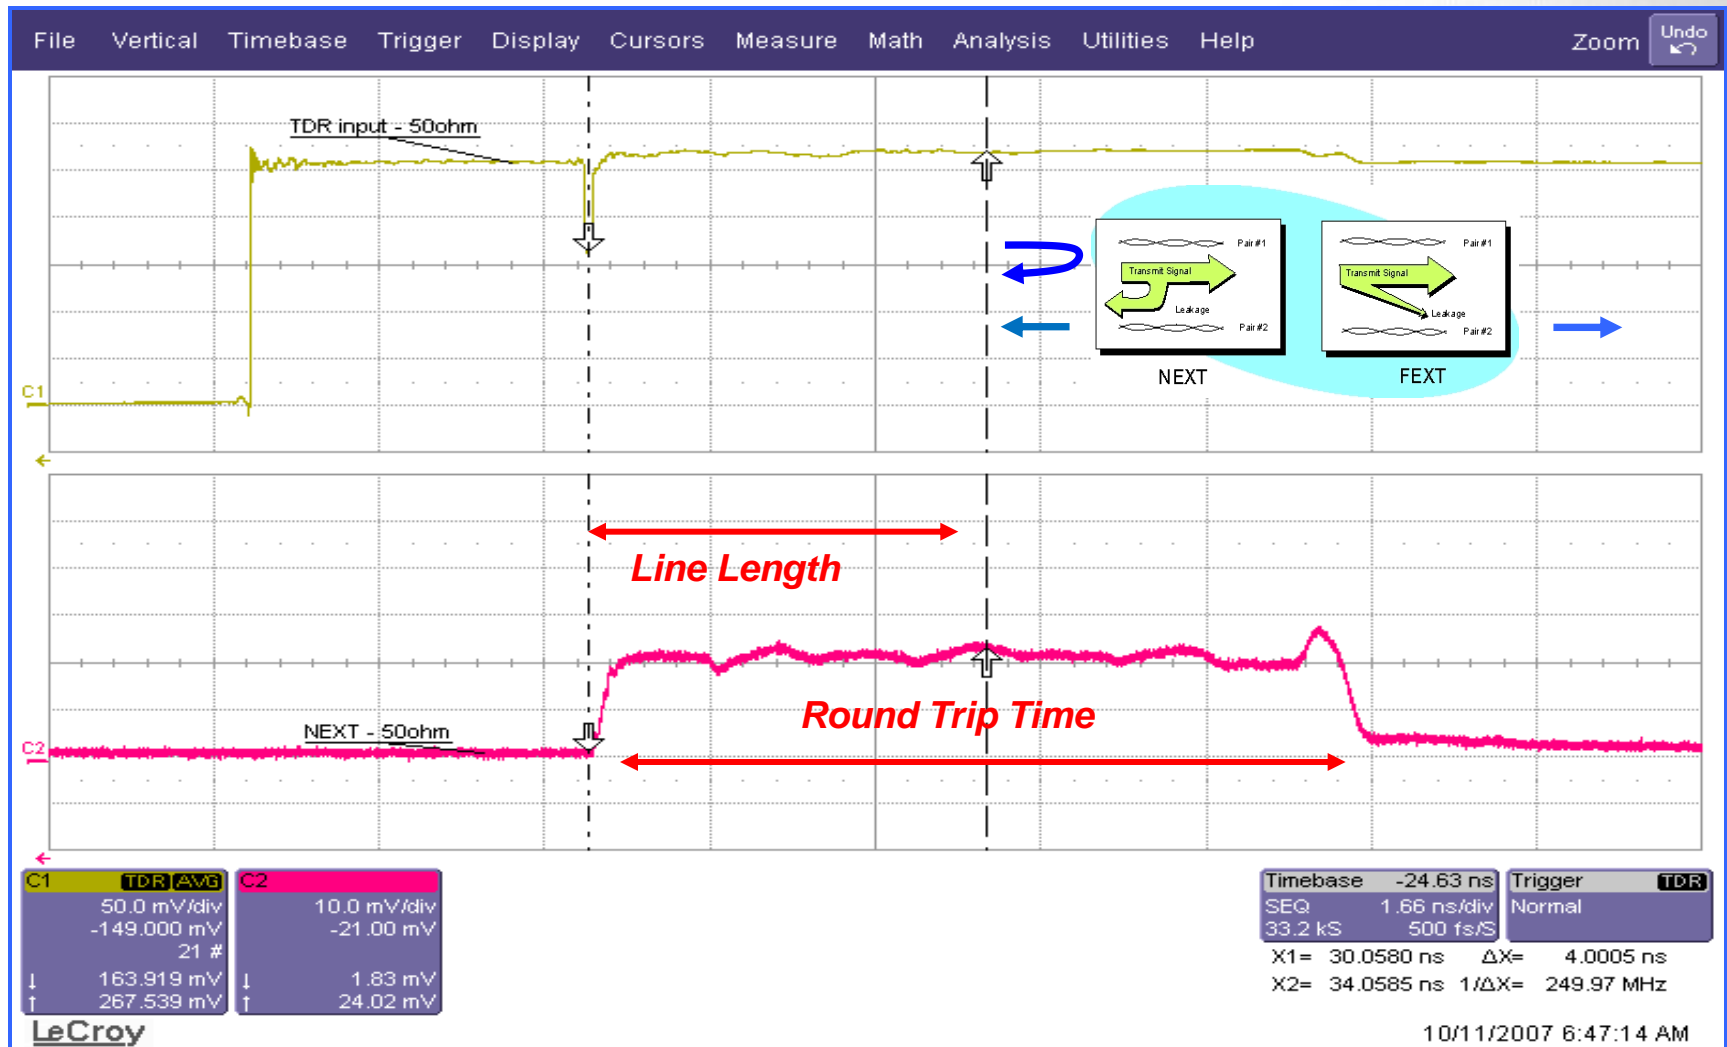 File Vertical Timebase Trigger Display Cursors Measure Math Analysis Utilities Help Zoom Undo
TDR input - 50ohm
Pair#1
Transmit Signal
Leakage
Pair#2
NEXT
Pair#1
Transmit Signal
Leakage
Pair#2
FEXT
C1
Line Length
Round Trip Time
NEXT - 50ohm
C2
C1 TDR AVG
50.0 mV/div
-149.000 mV
21 #
↓ 163.919 mV
↑ 267.539 mV
C2
10.0 mV/div
-21.00 mV
↓ 1.83 mV
↑ 24.02 mV
Timebase -24.63 ns
SEQ 1.66 ns/div
33.2 kS 500 fs/S
Trigger TDR
Normal
X1= 30.0580 ns ΔX= 4.0005 ns
X2= 34.0585 ns 1/ΔX= 249.97 MHz
LeCroy
10/11/2007 6:47:14 AM